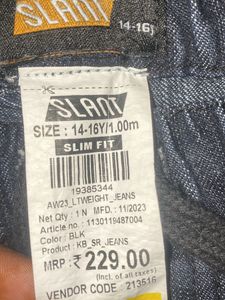 SLANT
14-16Y
SLANT
SIZE : 14-16Y/1.00m
SLIM FIT
19385344
AW23_LTWEIGHT_JEANS
Net Qty : 1 N MFD. : 11/2023
Article no. : 1130119487004
Color : BLK
Product : KB_SR_JEANS
MRP : ₹ 229.00
(Incl. of all taxes)
VENDOR CODE : 213516